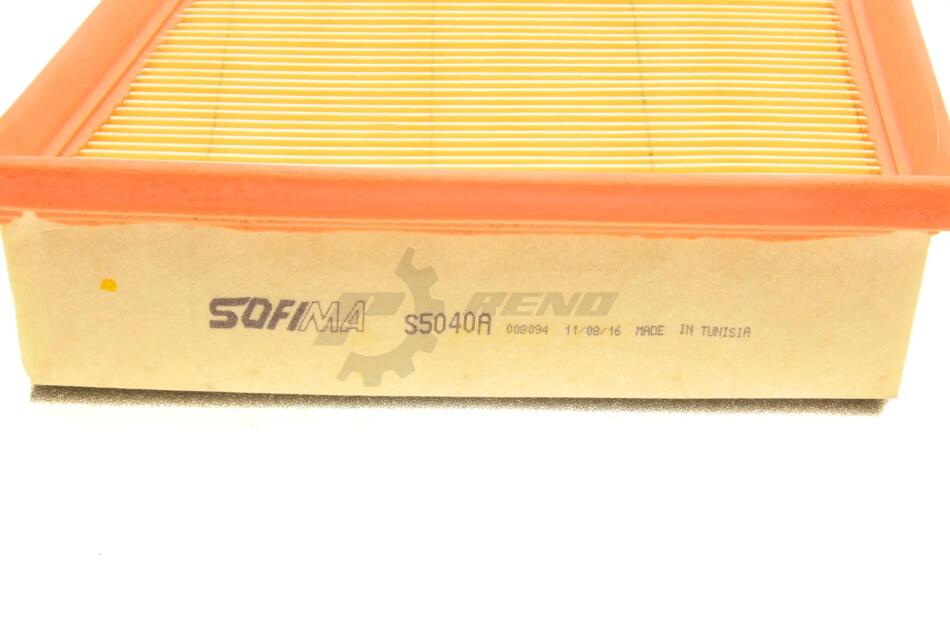 SOFIMA S5040A 008094 11/08/16 MADE IN TUNISIA
RENO